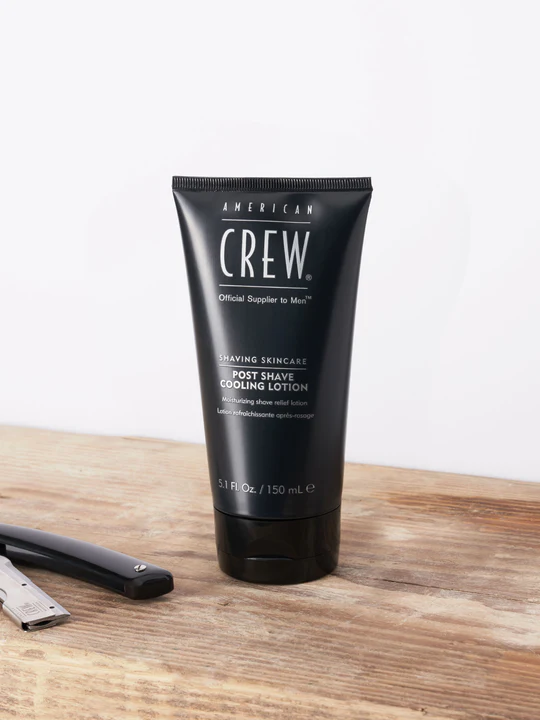 AMERICAN
CREW®
Official Supplier to Men™
SHAVING SKINCARE
POST SHAVE
COOLING LOTION
Moisturizing shave relief lotion
Lotion rafraîchissante après-rasage
5.1 Fl. Oz. / 150 mL ℮